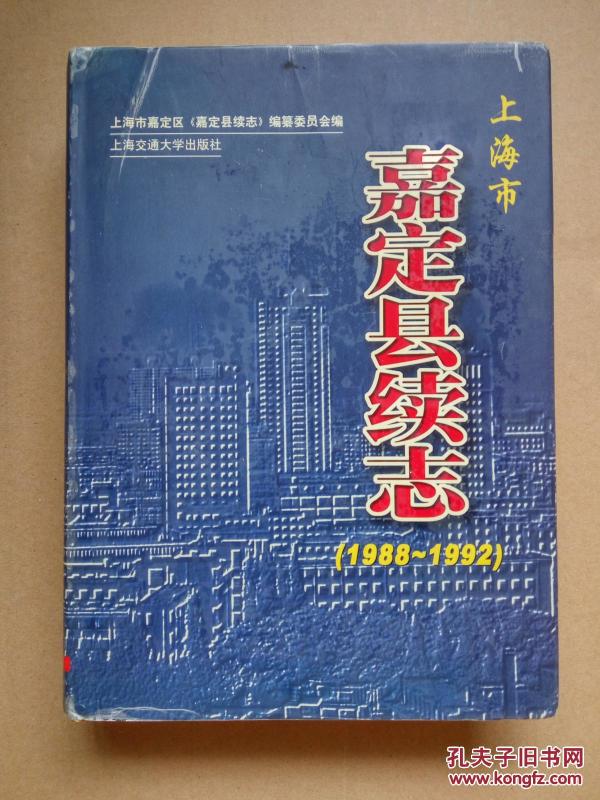 上海市嘉定区《嘉定县续志》编纂委员会编
上海交通大学出版社
上海市
嘉定县续志
(1988~1992)
孔夫子旧书网
www.kongfz.com